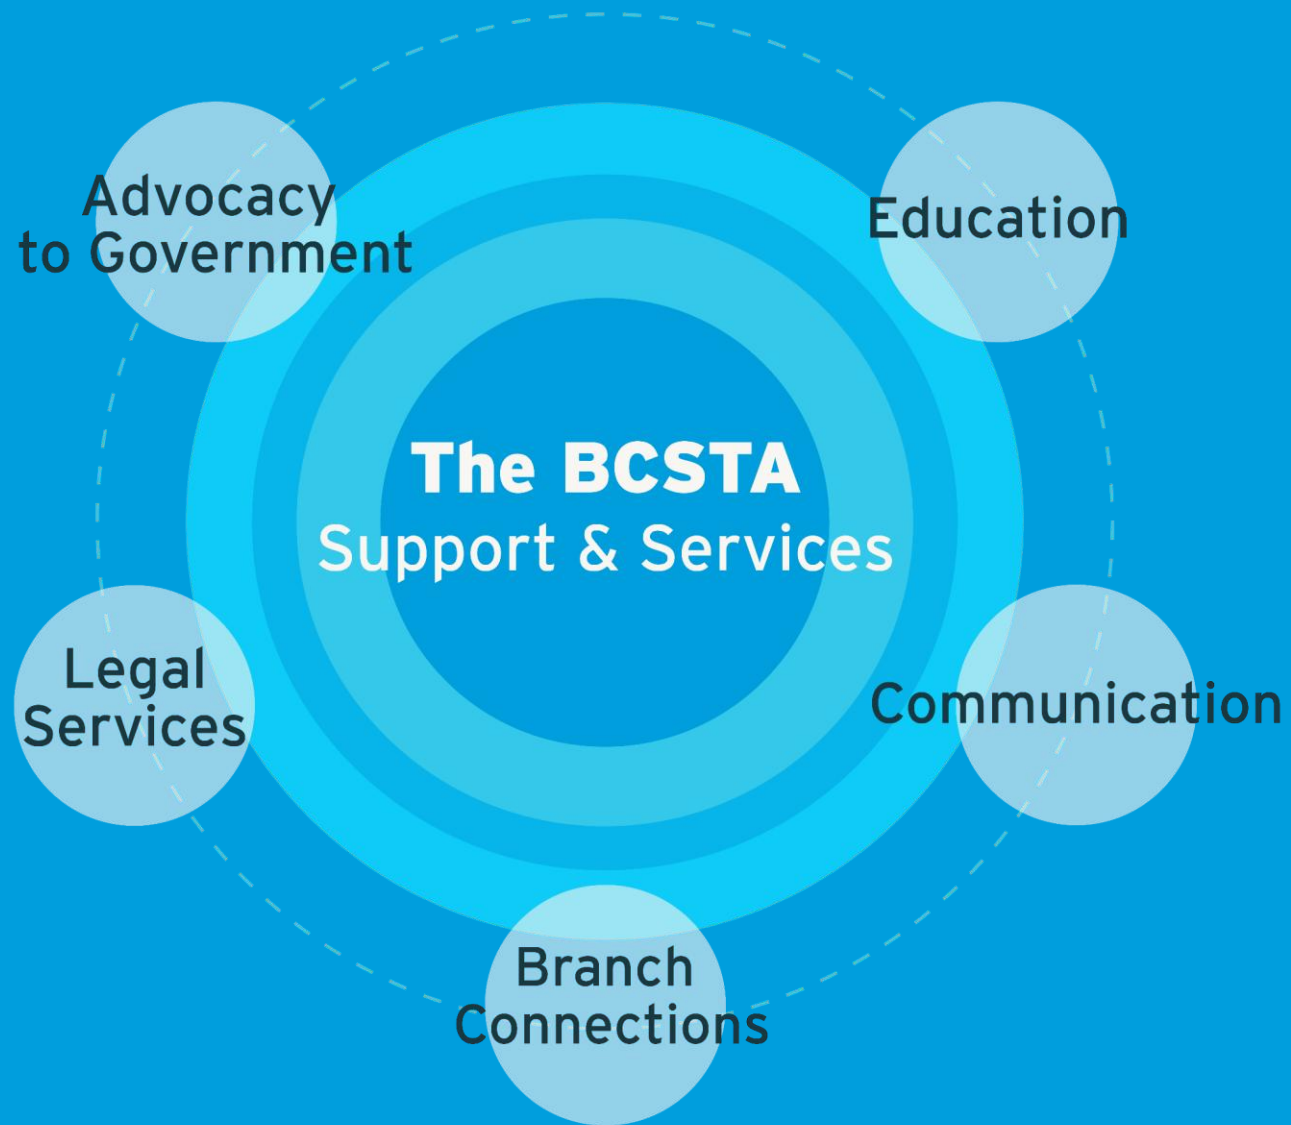 Advocacy
to Government
Education
The BCSTA
Support & Services
Legal
Services
Communication
Branch
Connections